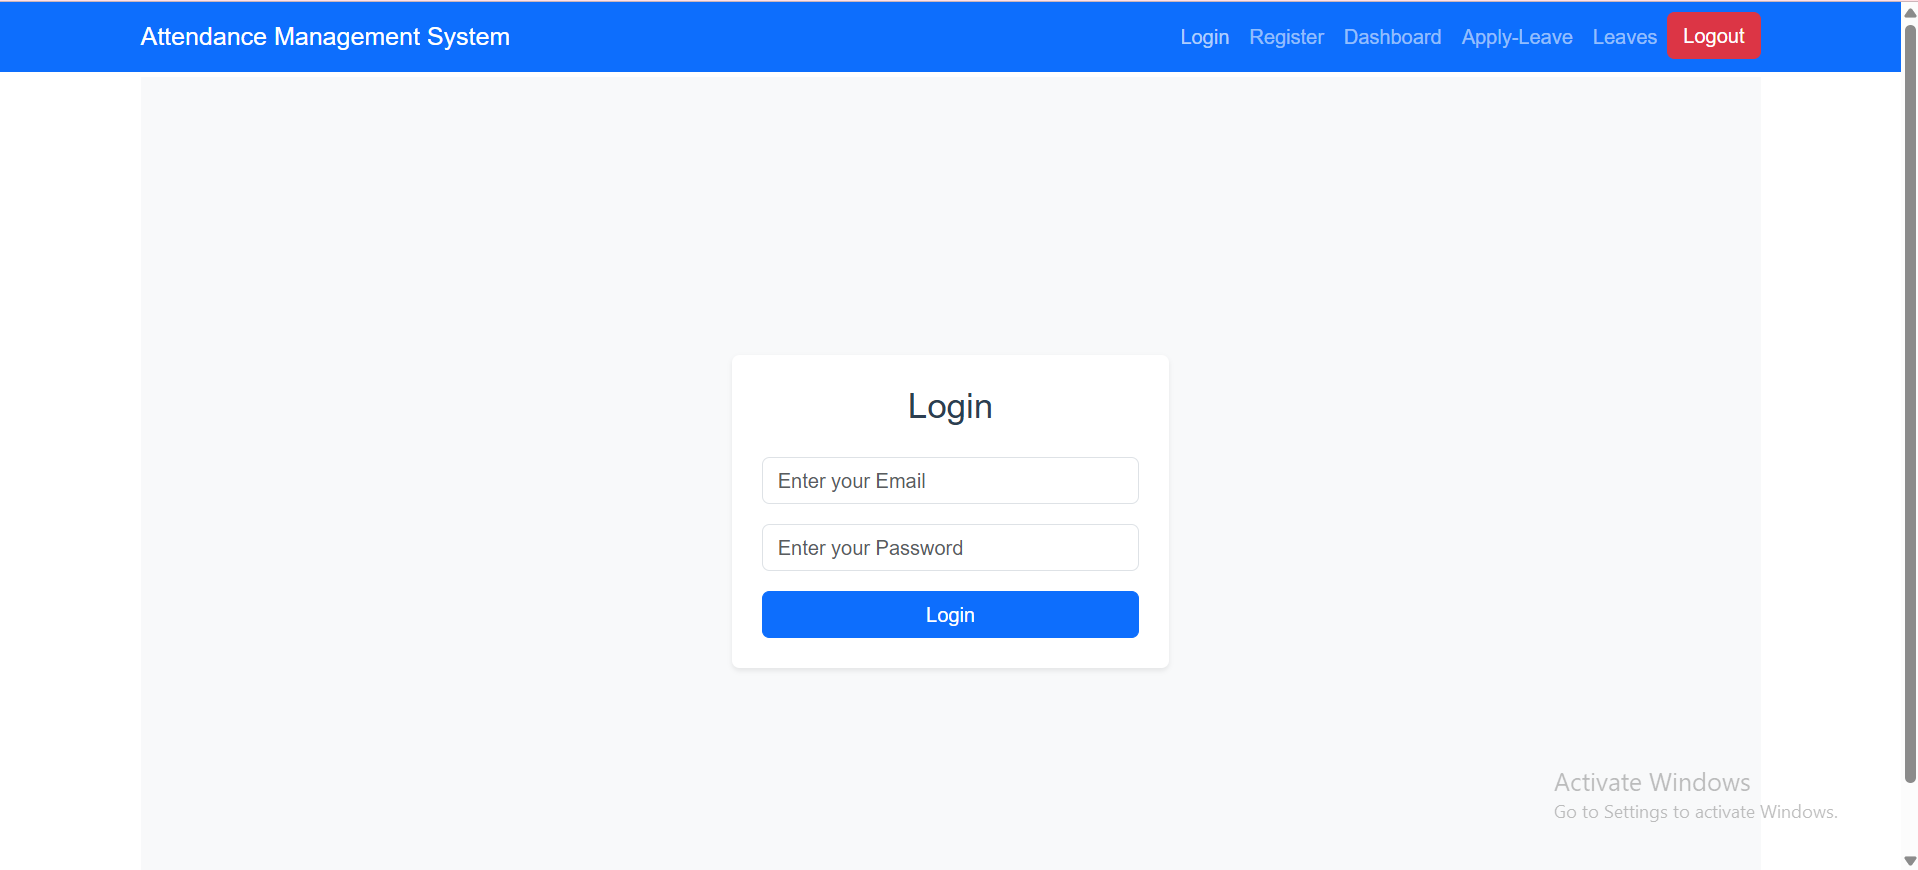 Attendance Management System
Login Register Dashboard Apply-Leave Leaves Logout
Login
Enter your Email
Enter your Password
Login
Activate Windows
Go to Settings to activate Windows.